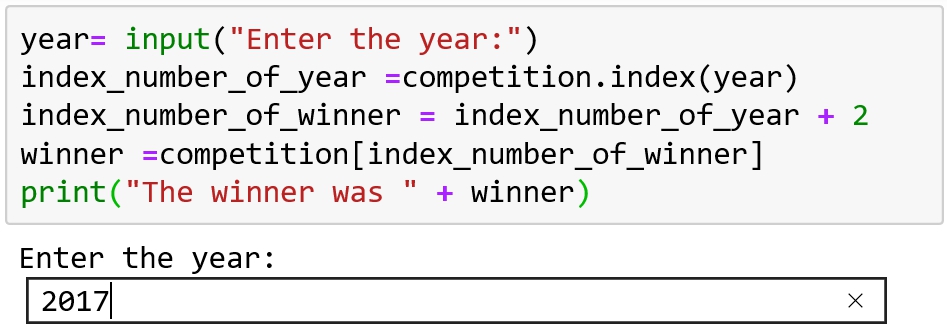 year= input("Enter the year:")
index_number_of_year =competition.index(year)
index_number_of_winner = index_number_of_year + 2
winner =competition[index_number_of_winner]
print("The winner was " + winner)
Enter the year:
2017